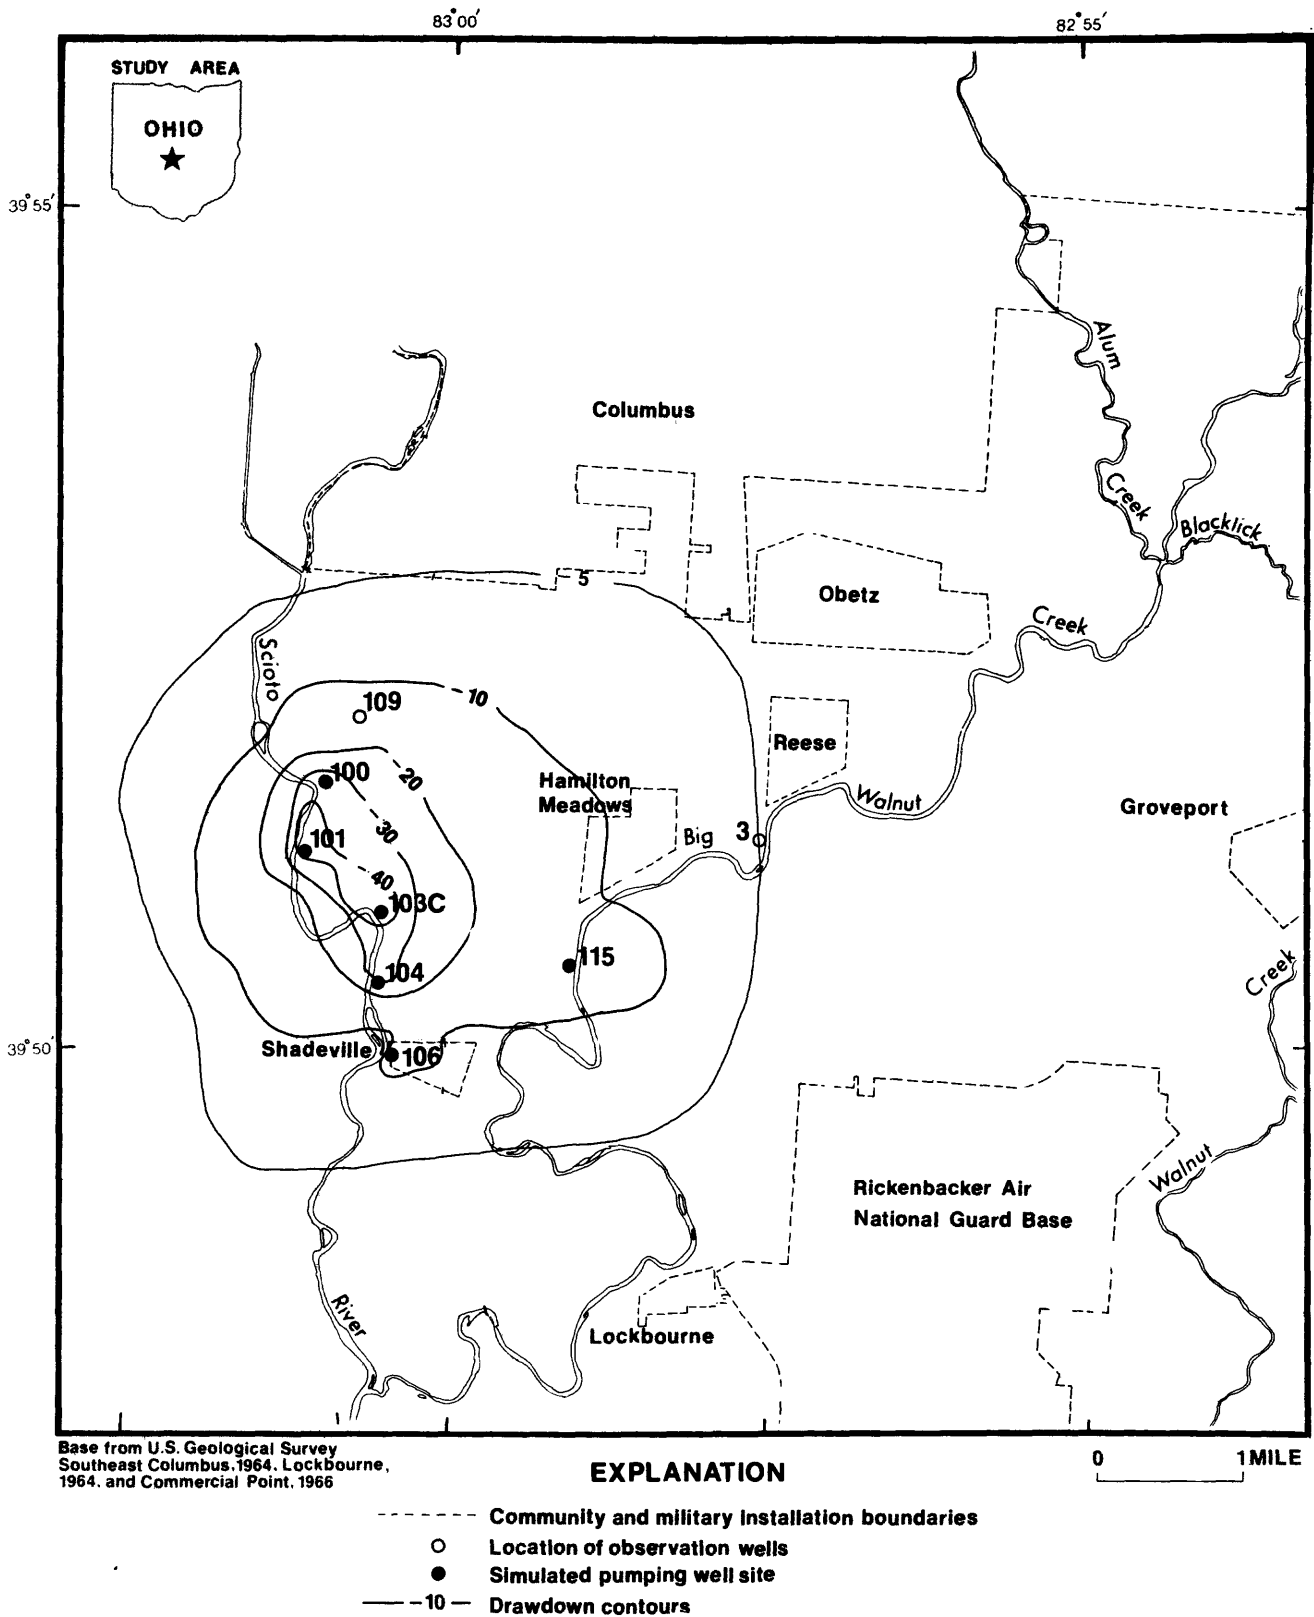 83°00′
82°55′
STUDY AREA
OHIO
39°55′
Alum
Columbus
Creek
Blacklick
5
Obetz
Creek
Scioto
109
10
Reese
100
20
Hamilton
Meadows
Walnut
Groveport
30
101
3
Big
40
103C
115
104
Creek
39°50′
Shadeville
106
Walnut
Rickenbacker Air
National Guard Base
River
Lockbourne
Base from U.S. Geological Survey
Southeast Columbus,1964, Lockbourne,
1964, and Commercial Point, 1966
0 1MILE
EXPLANATION
Community and military installation boundaries
Location of observation wells
Simulated pumping well site
—–10— Drawdown contours